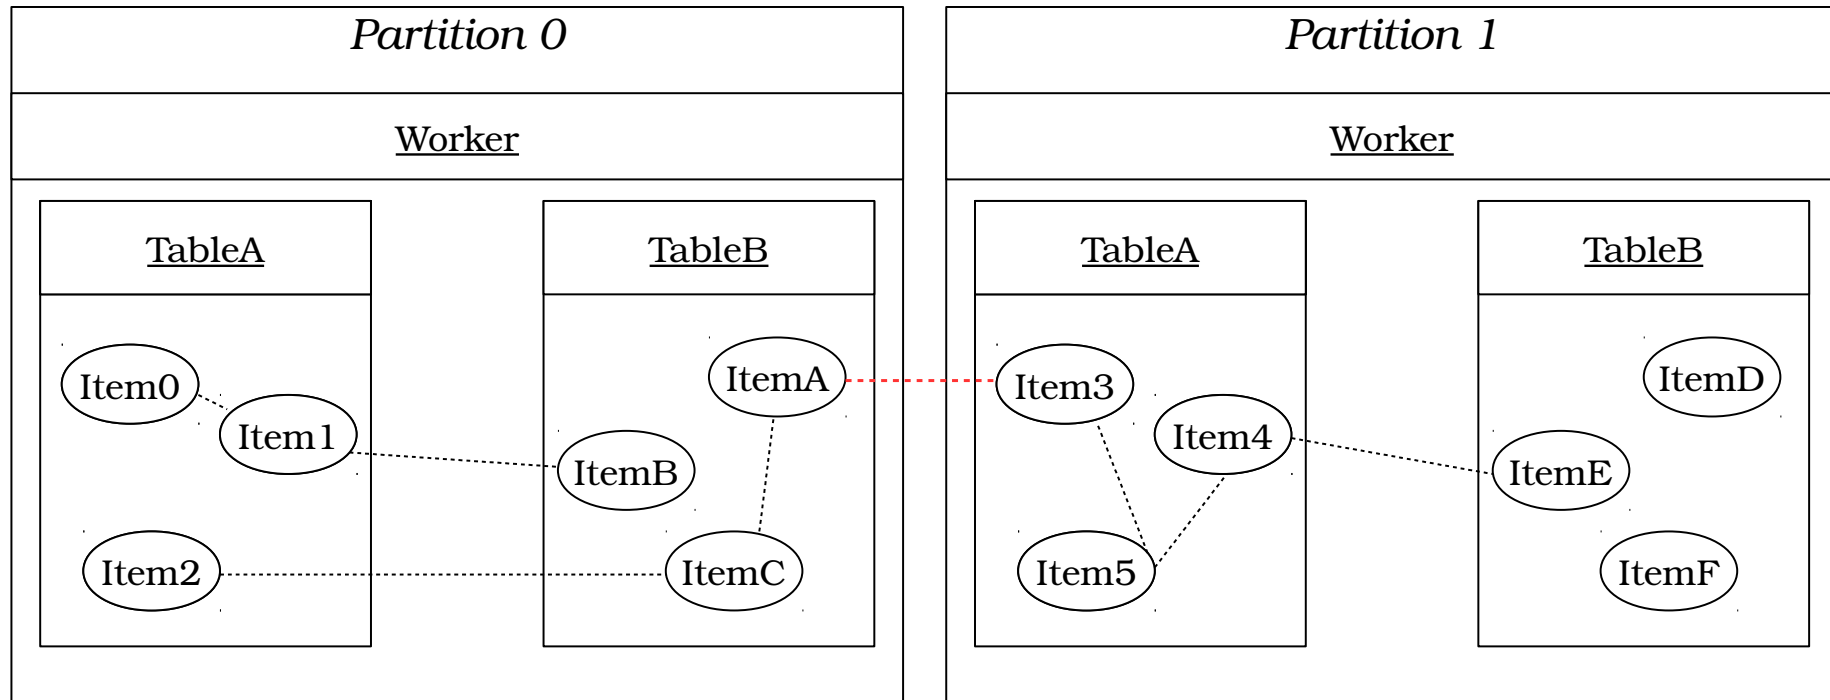 Partition 0
Worker
TableA
TableB
Item0
Item1
Item2
ItemA
ItemB
ItemC
Partition 1
Worker
TableA
TableB
Item3
Item4
Item5
ItemD
ItemE
ItemF